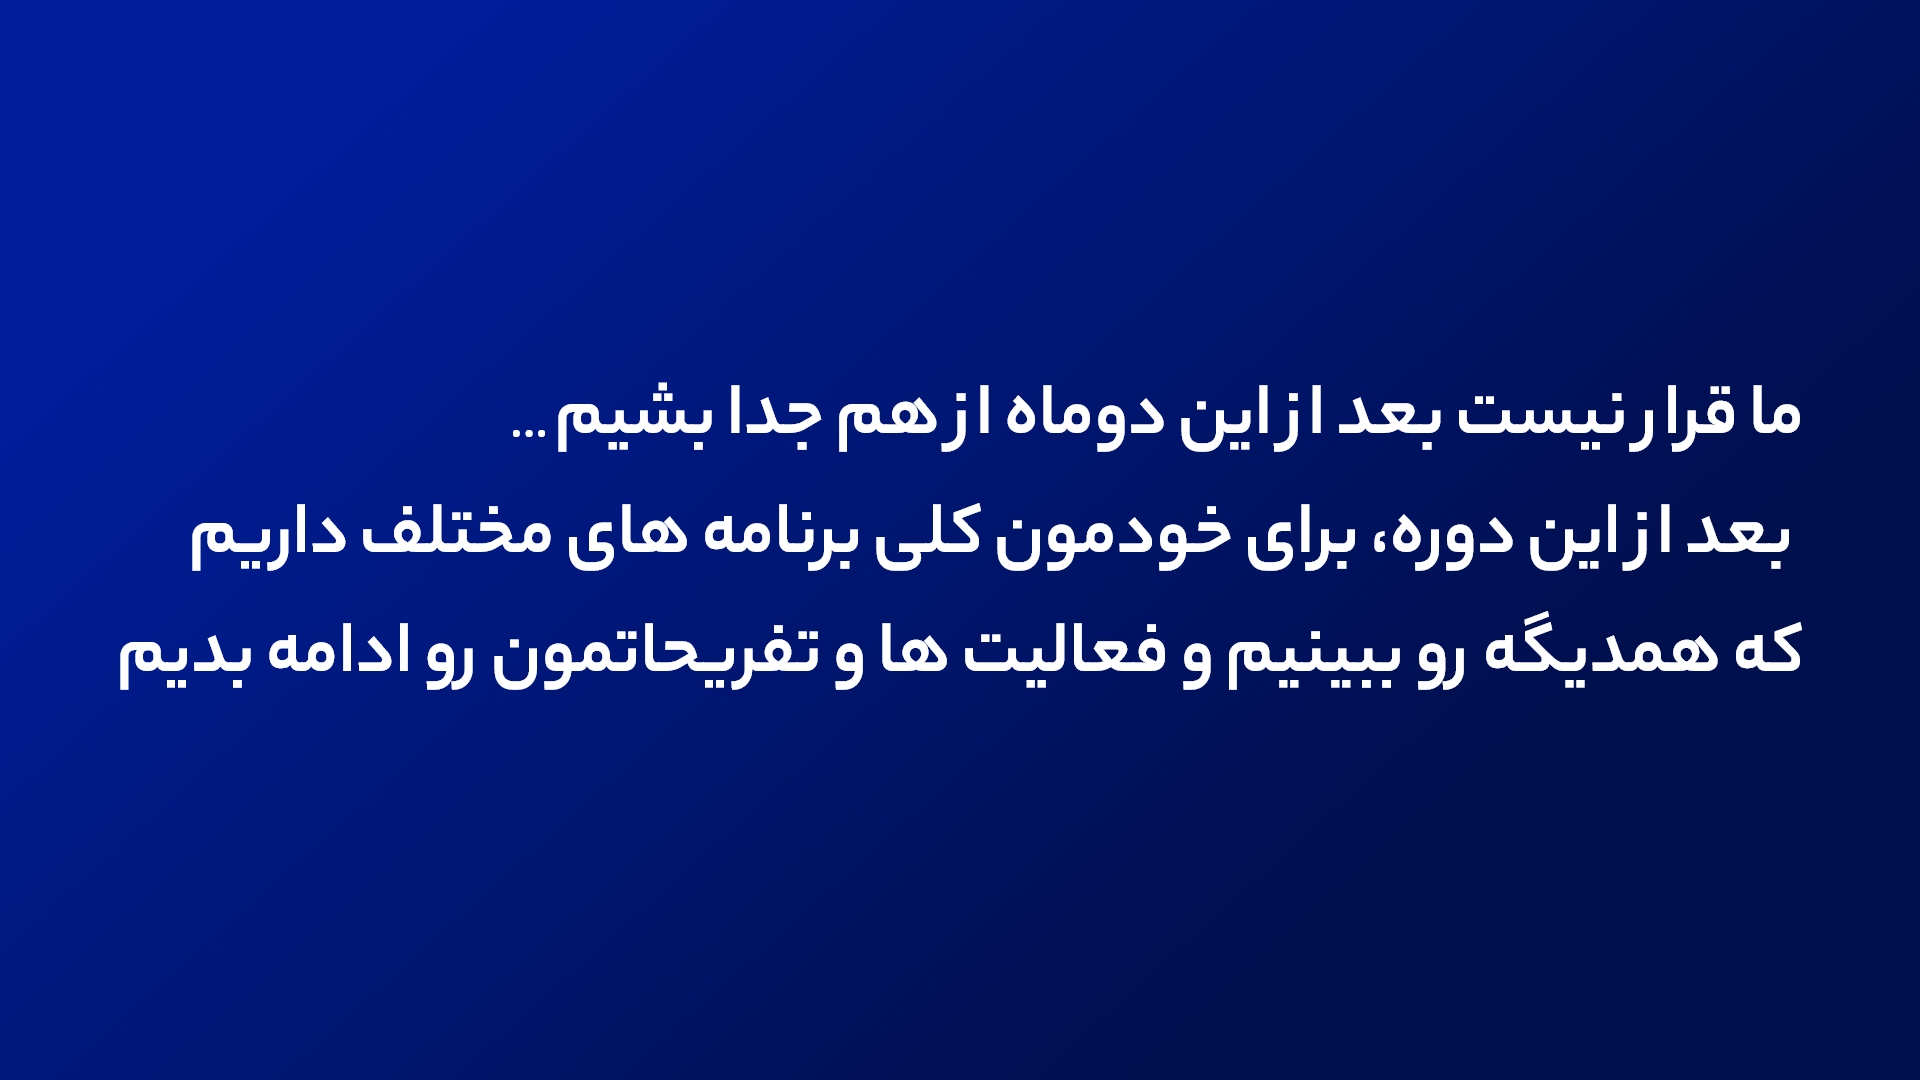 ما قرار نیست بعد از این دوماه از هم جدا بشیم ...
بعد از این دوره، برای خودمون کلی برنامه های مختلف داریم
که همدیگه رو ببینیم و فعالیت ها و تفریحاتمون رو ادامه بدیم